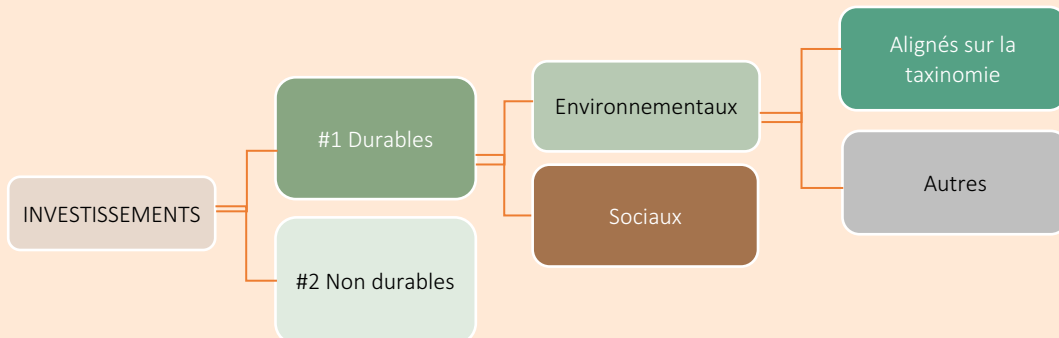 INVESTISSEMENTS
#1 Durables
#2 Non durables
Environnementaux
Sociaux
Alignés sur la
taxinomie
Autres